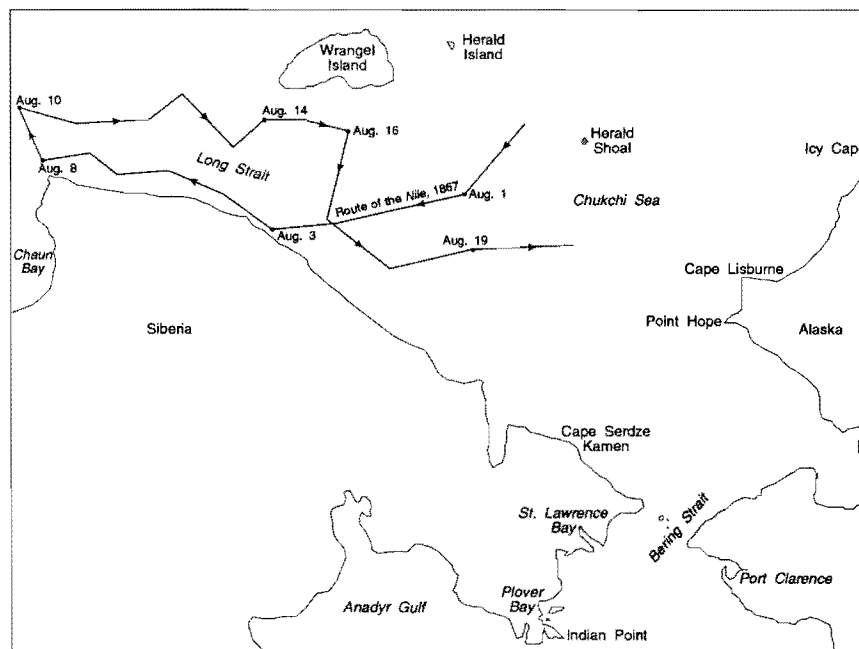 Wrangel
Island
Herald
Island
Aug. 10
Aug. 14
Aug. 16
Herald
Shoal
Icy Cape
Aug. 8
Long Strait
Route of the Nile, 1867
Aug. 1
Chukchi Sea
Aug. 3
Aug. 19
Chaun
Bay
Cape Lisburne
Siberia
Point Hope
Alaska
Cape Serdze
Kamen
St. Lawrence
Bay
Bering Strait
Port Clarence
Plover
Bay
Anadyr Gulf
Indian Point